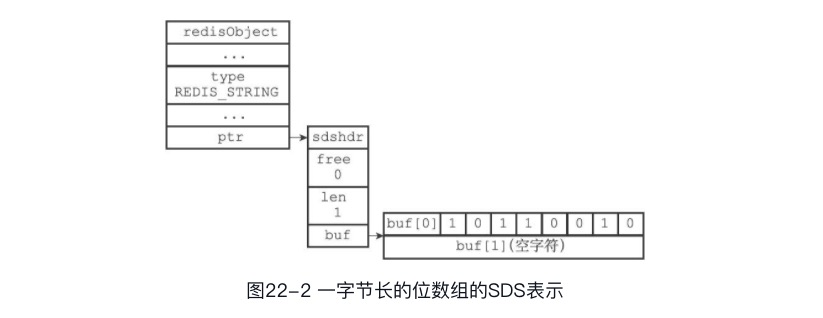 redisObject
...
type
REDIS_STRING
...
ptr
sdshdr
free
0
len
1
buf
buf[0] 1 0 1 1 0 0 1 0
buf[1](空字符)
图22-2 一字节长的位数组的SDS表示